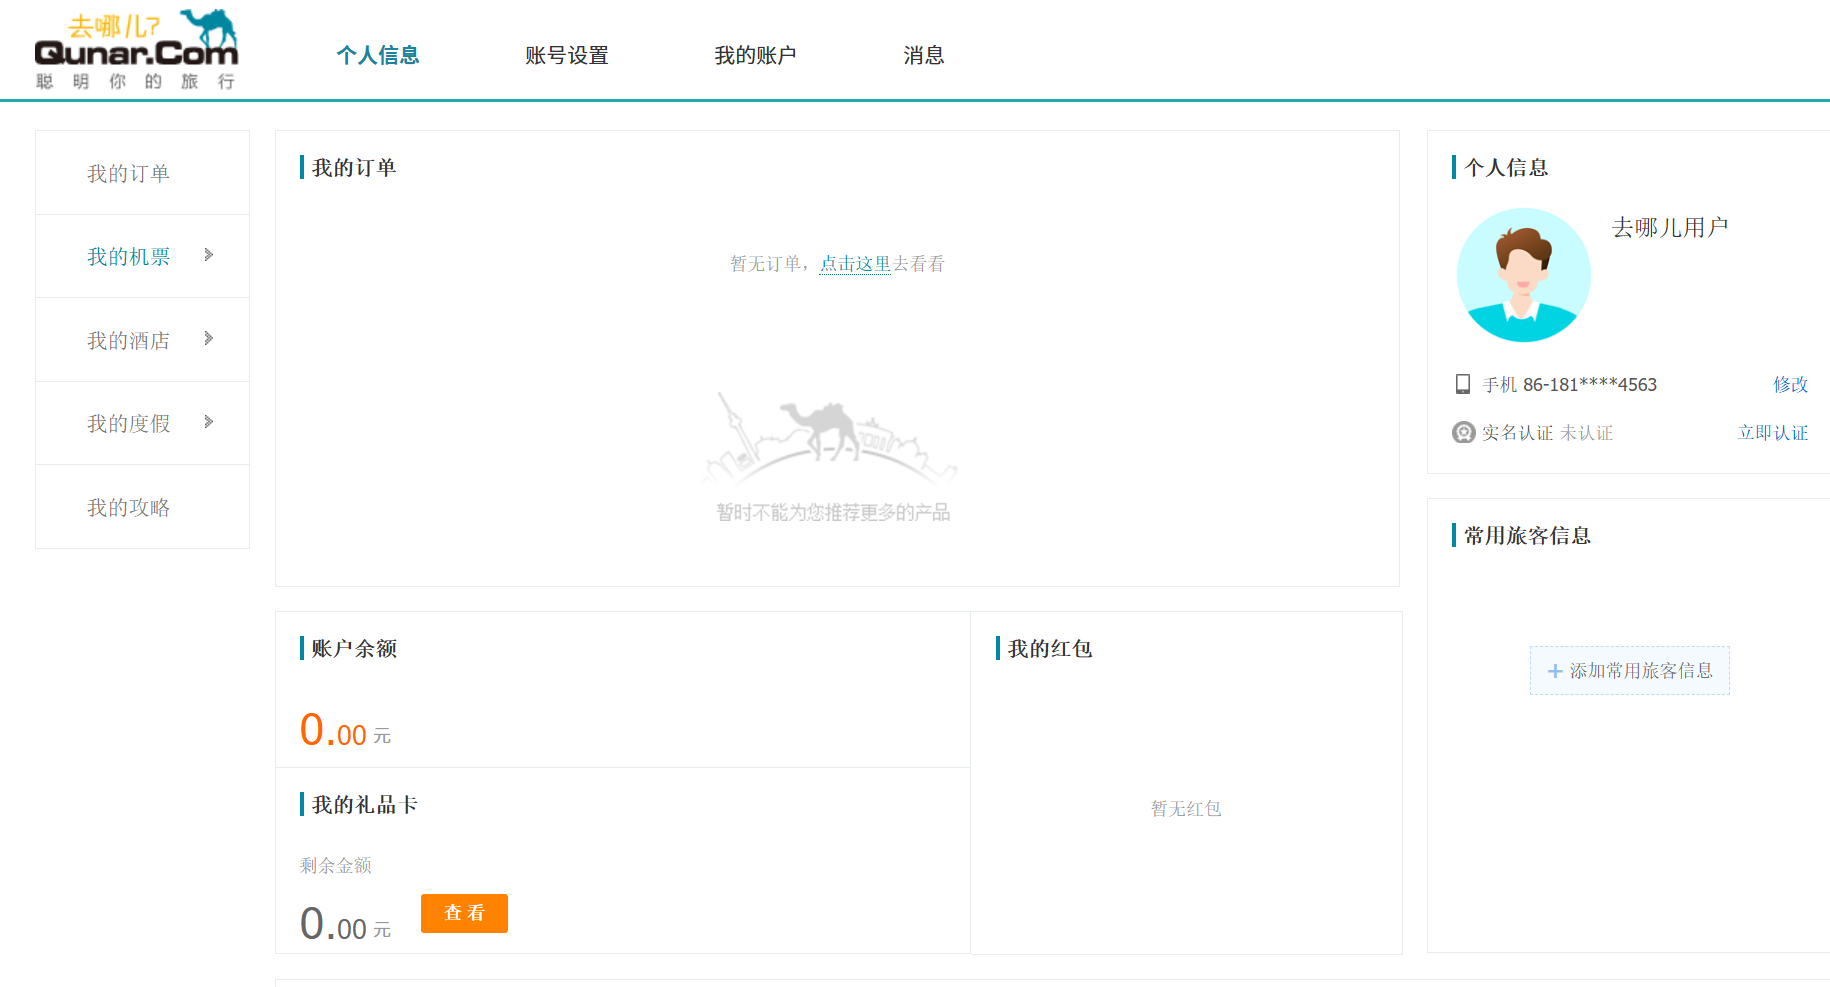 去哪儿?
Qunar.Com
聪明你的旅行
个人信息 账号设置 我的账户 消息
我的订单
我的机票
我的酒店
我的度假
我的攻略
我的订单
暂无订单，点击这里去看看
暂时不能为您推荐更多的产品
账户余额
0.00 元
我的礼品卡
剩余金额
0.00 元 查看
我的红包
暂无红包
个人信息
去哪儿用户
手机 86-181****4563 修改
实名认证 未认证 立即认证
常用旅客信息
+ 添加常用旅客信息